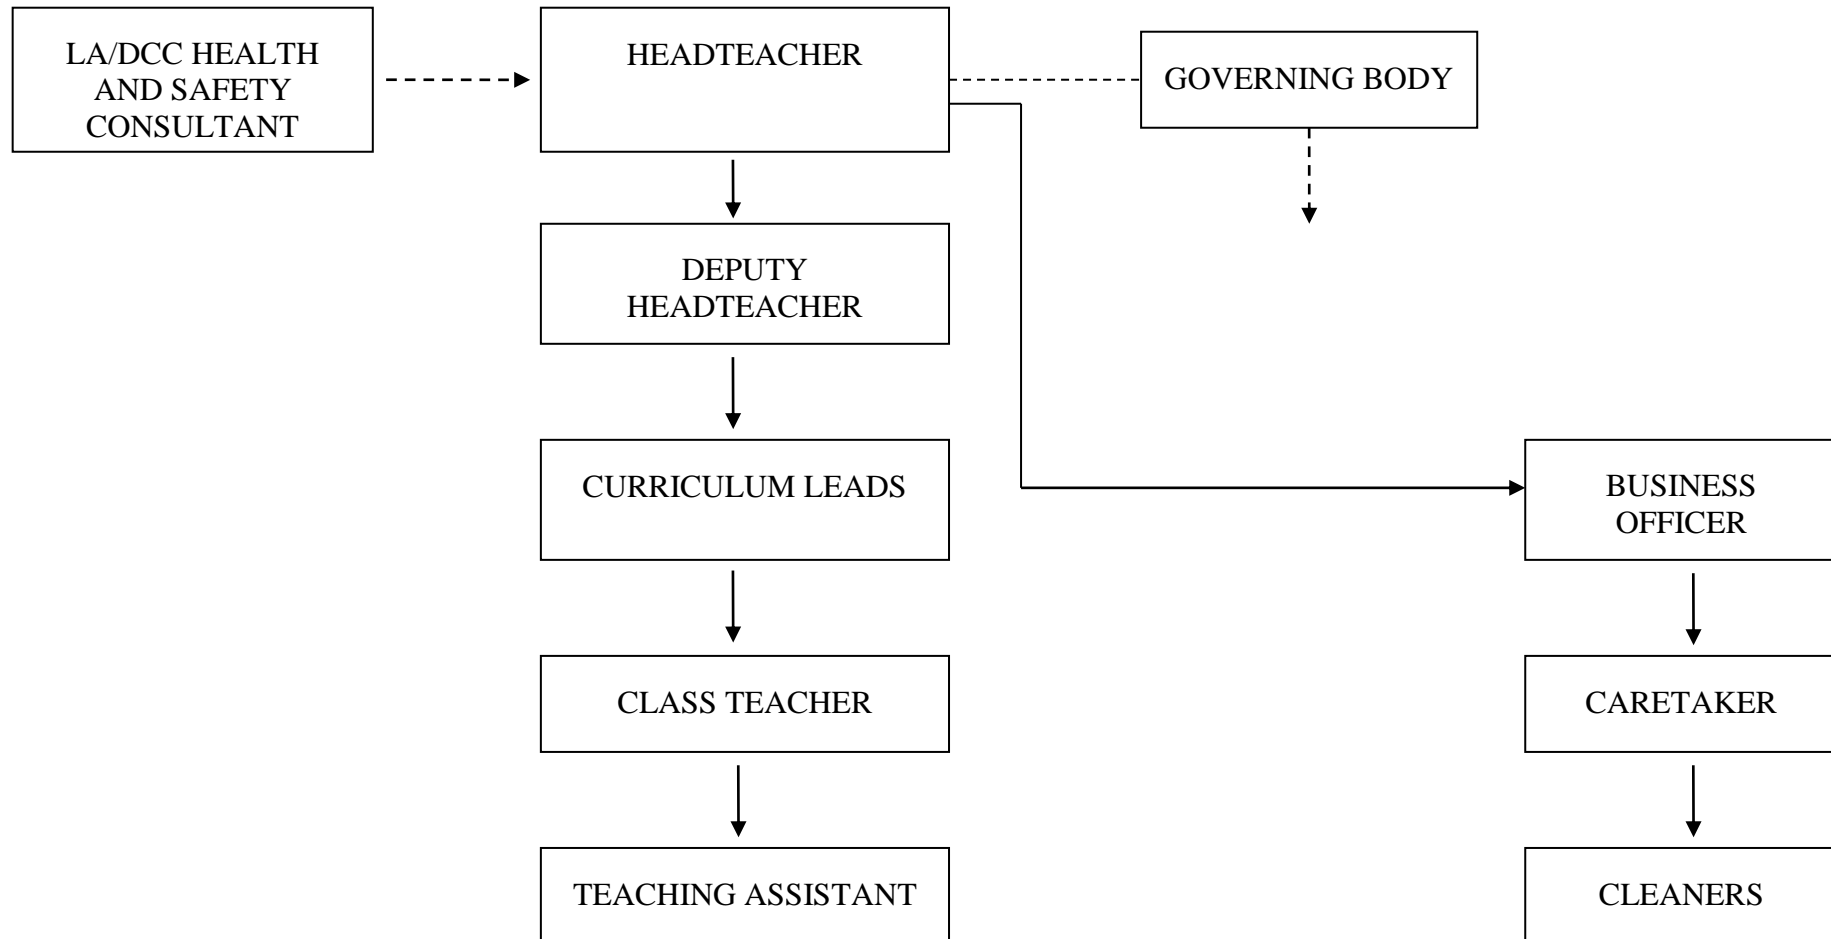 LA/DCC HEALTH
AND SAFETY
CONSULTANT
HEADTEACHER
GOVERNING BODY
DEPUTY
HEADTEACHER
CURRICULUM LEADS
BUSINESS
OFFICER
CLASS TEACHER
CARETAKER
TEACHING ASSISTANT
CLEANERS